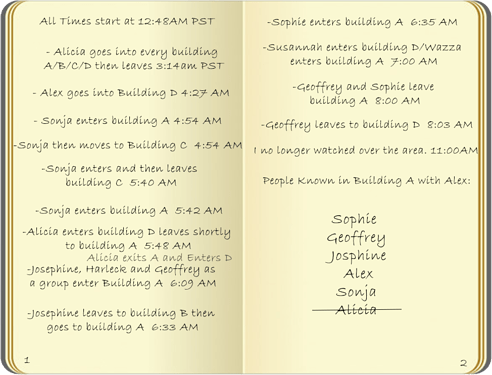 All Times start at 12:48AM PST
- Alicia goes into every building
A/B/C/D then leaves 3:14am PST
- Alex goes into Building D 4:27 AM
- Sonja enters building A 4:54 AM
-Sonja then moves to Building C 4:54 AM
-Sonja enters and then leaves
building C 5:40 AM
-Sonja enters building A 5:42 AM
-Alicia enters building D leaves shortly
to building A 5:48 AM
Alicia exits A and Enters D
-Josephine, Harleck and Geoffrey as
a group enter Building A 6:09 AM
-Josephine leaves to building B then
goes to building A 6:33 AM
1
-Sophie enters building A 6:35 AM
-Susannah enters building D/Wazza
enters building A 7:00 AM
-Geoffrey and Sophie leave
building A 8:00 AM
-Geoffrey leaves to building D 8:03 AM
I no longer watched over the area. 11:00AM
People Known in Building A with Alex:
Sophie
Geoffrey
Josphine
Alex
Sonja
Alicia
2